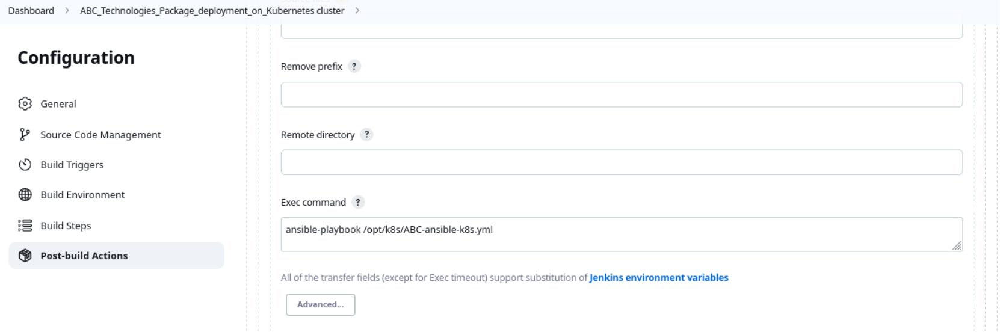 Dashboard
ABC_Technologies_Package_deployment_on_Kubernetes cluster
Configuration
General
Source Code Management
Build Triggers
Build Environment
Build Steps
Post-build Actions
Remove prefix ?
Remote directory ?
Exec command ?
ansible-playbook /opt/k8s/ABC-ansible-k8s.yml
All of the transfer fields (except for Exec timeout) support substitution of Jenkins environment variables
Advanced...